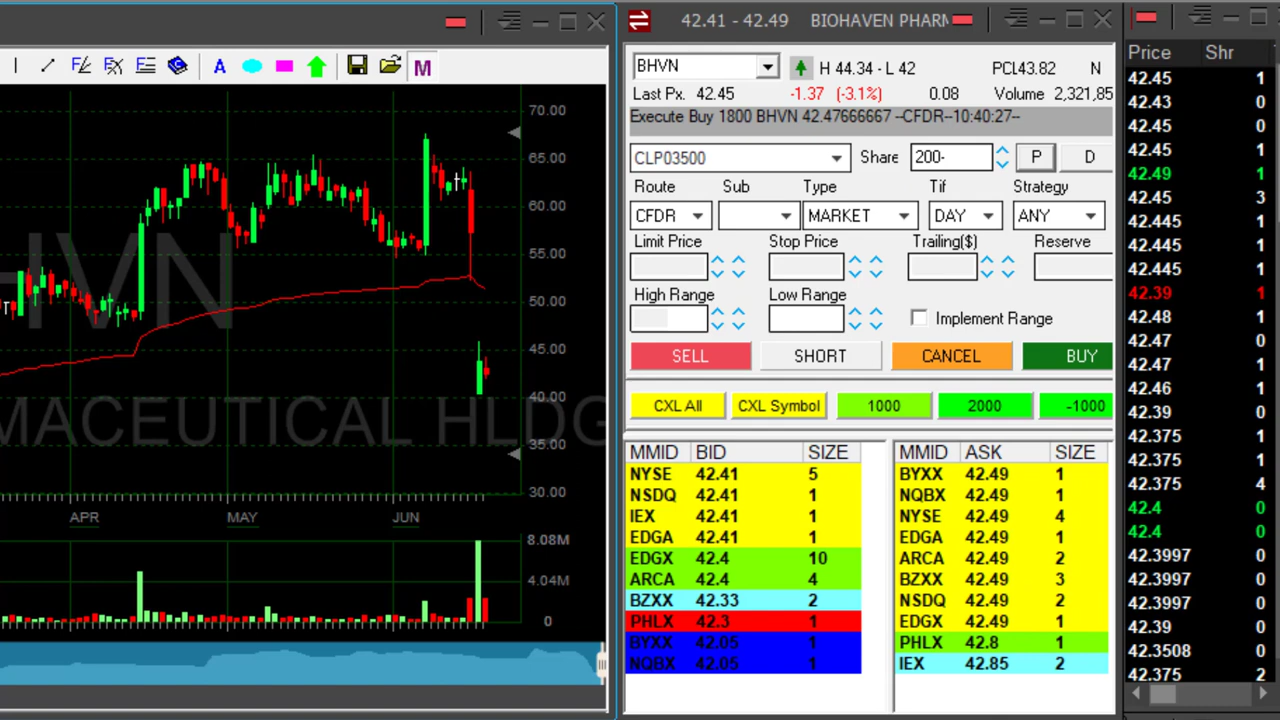 42.41 - 42.49 BIOHAVEN PHARM
Price Shr
A M
BHVN
H 44.34 - L 42 PCL43.82 N
Last Px. 42.45 -1.37 (-3.1%) 0.08 Volume 2,321,85
Execute Buy 1800 BHVN 42.47666667 --CFDR--10:40:27--
CLP03500 Share 200- P D
Route Sub Type Tif Strategy
CFDR MARKET DAY ANY
Limit Price Stop Price Trailing($) Reserve
High Range Low Range
Implement Range
SELL SHORT CANCEL BUY
CXL All CXL Symbol 1000 2000 -1000
MMID BID SIZE
NYSE 42.41 5
NSDQ 42.41 1
IEX 42.41 1
EDGA 42.41 1
EDGX 42.4 10
ARCA 42.4 4
BZXX 42.33 2
PHLX 42.3 1
BYXX 42.05 1
NQBX 42.05 1
MMID ASK SIZE
BYXX 42.49 1
NQBX 42.49 1
NYSE 42.49 4
EDGA 42.49 1
ARCA 42.49 2
BZXX 42.49 3
NSDQ 42.49 2
EDGX 42.49 1
PHLX 42.8 1
IEX 42.85 2
42.45 1
42.43 0
42.45 0
42.45 1
42.49 1
42.45 3
42.445 1
42.445 1
42.445 1
42.39 1
42.48 1
42.47 0
42.47 1
42.46 1
42.39 0
42.375 1
42.375 1
42.375 4
42.4 0
42.4 0
42.3997 0
42.3997 0
42.3997 0
42.39 0
42.3508 0
42.375 2
70.00
65.00
60.00
55.00
50.00
45.00
40.00
35.00
30.00
HVN
MACEUTICAL HLDG
APR MAY JUN
8.08M
4.04M
0